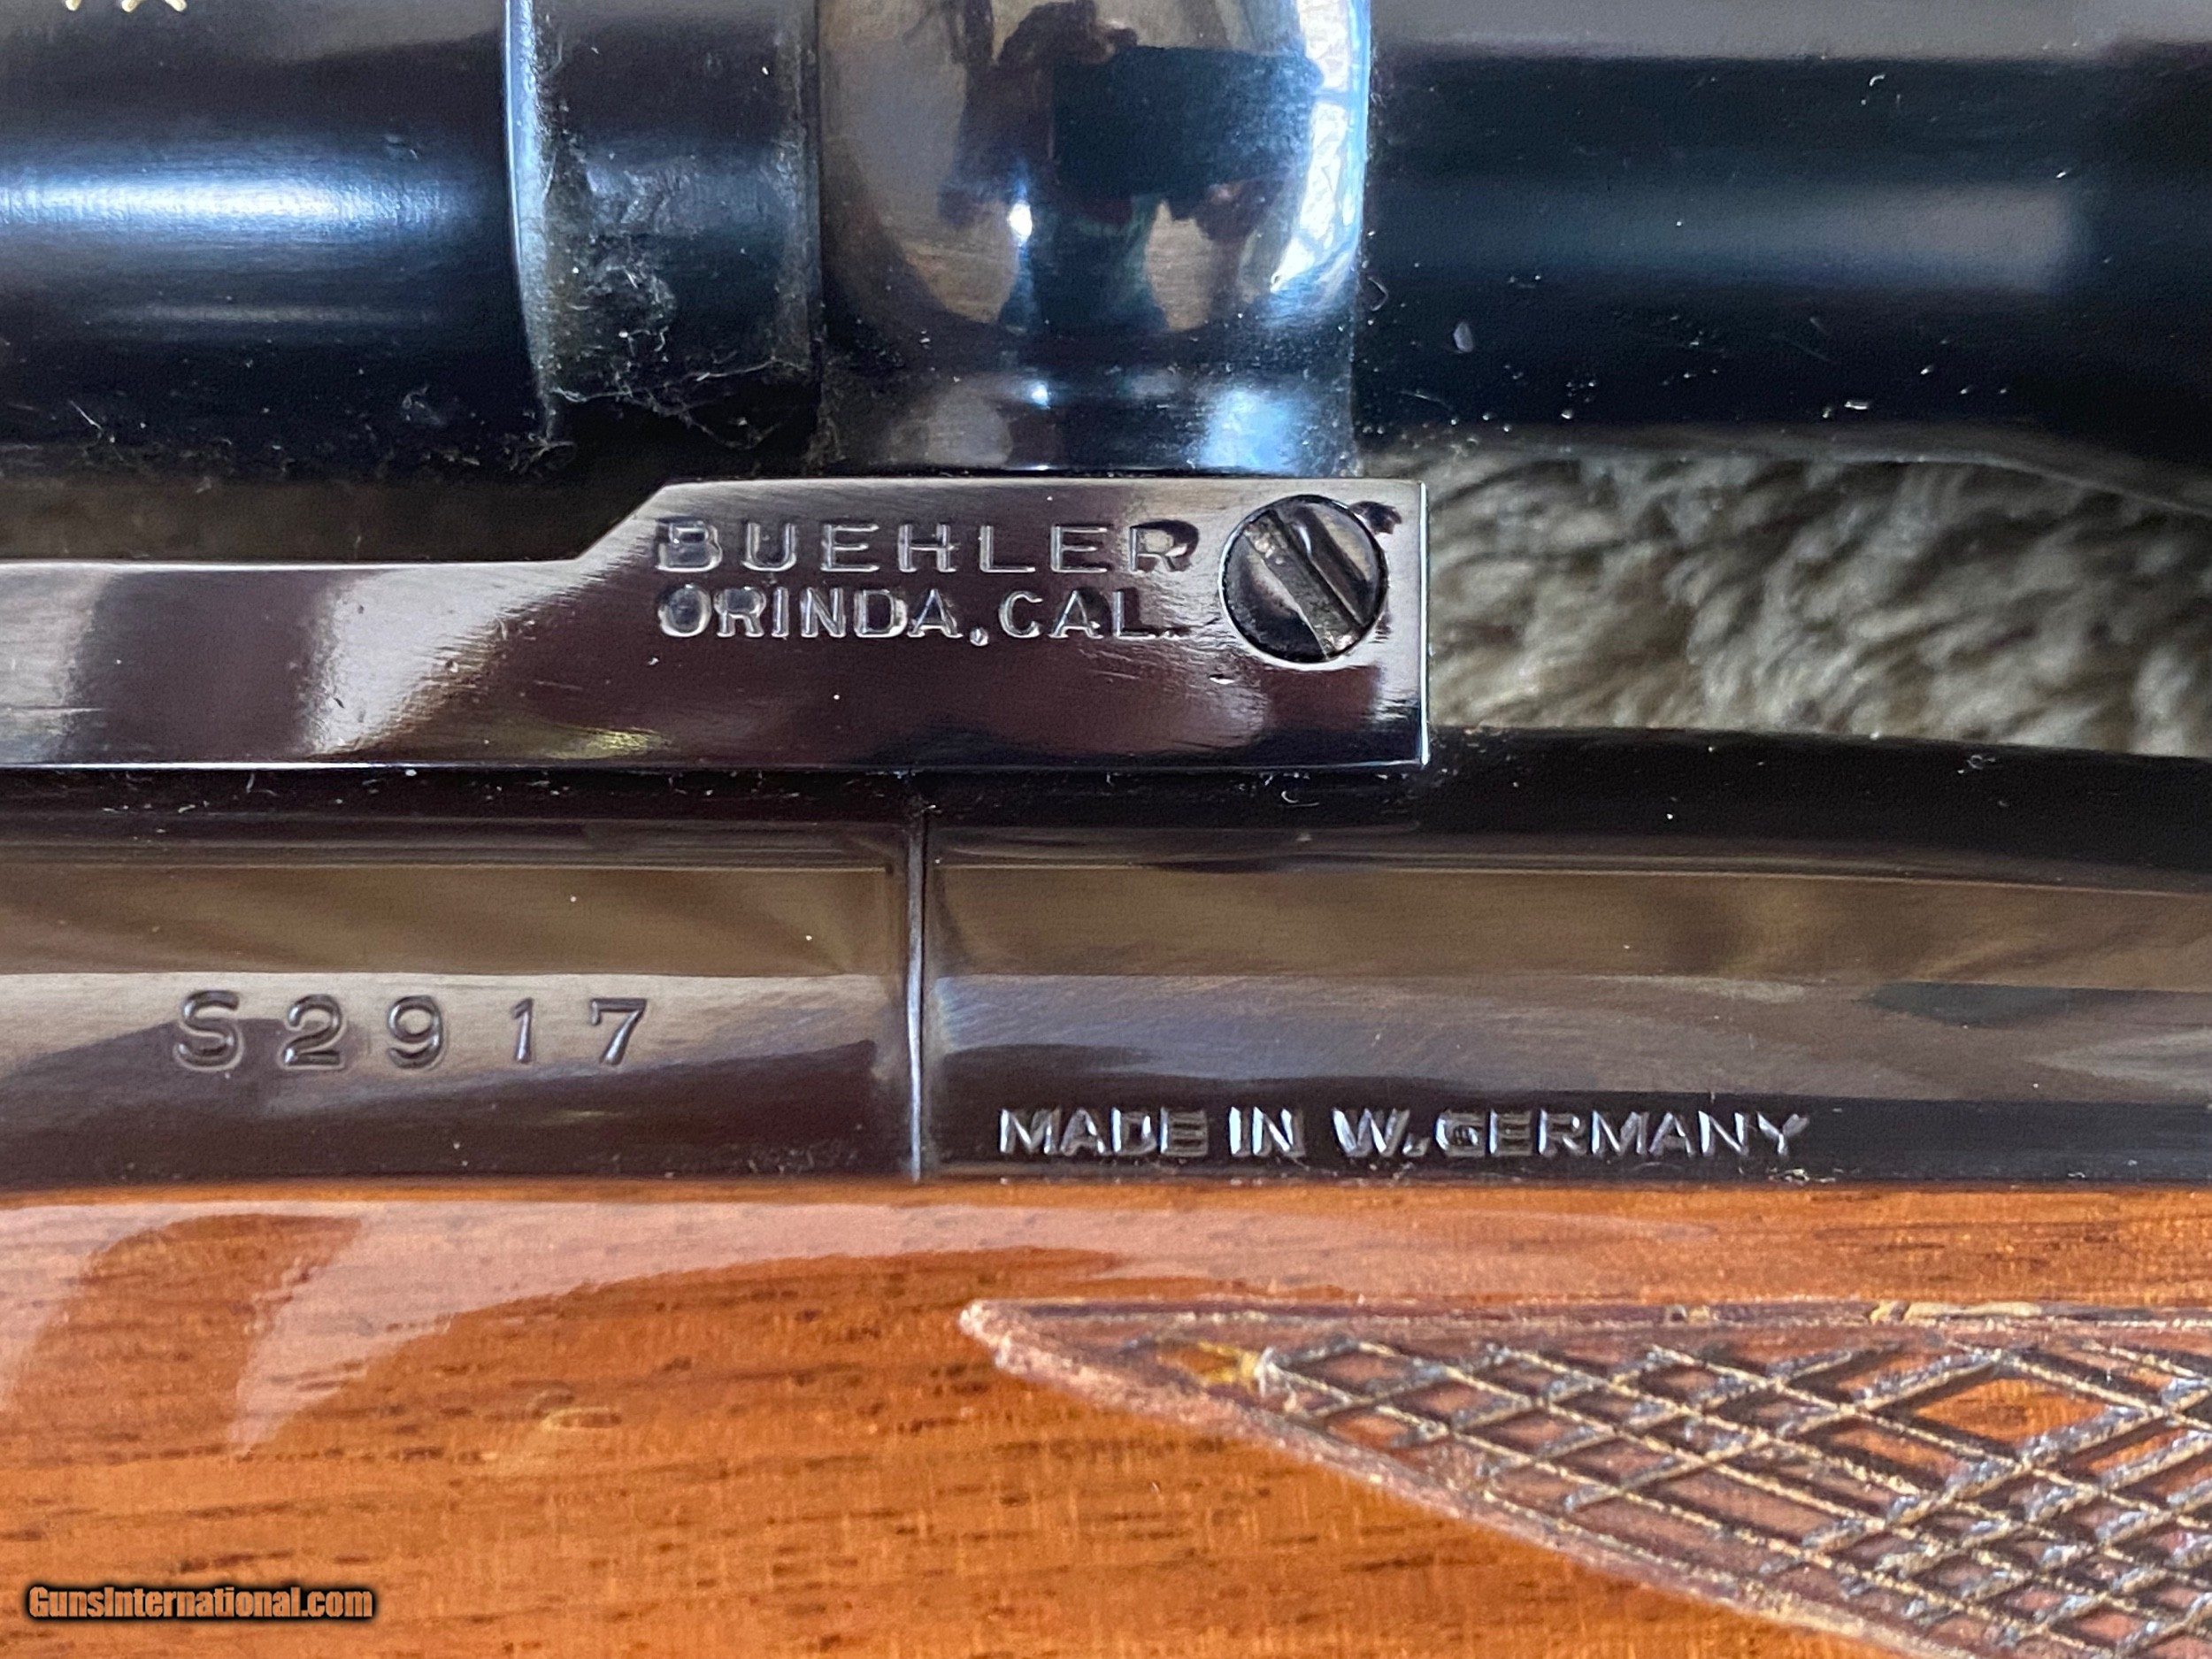 BUEHLER
ORINDA, CAL.
S2917
MADE IN W. GERMANY
GunsInternational.com